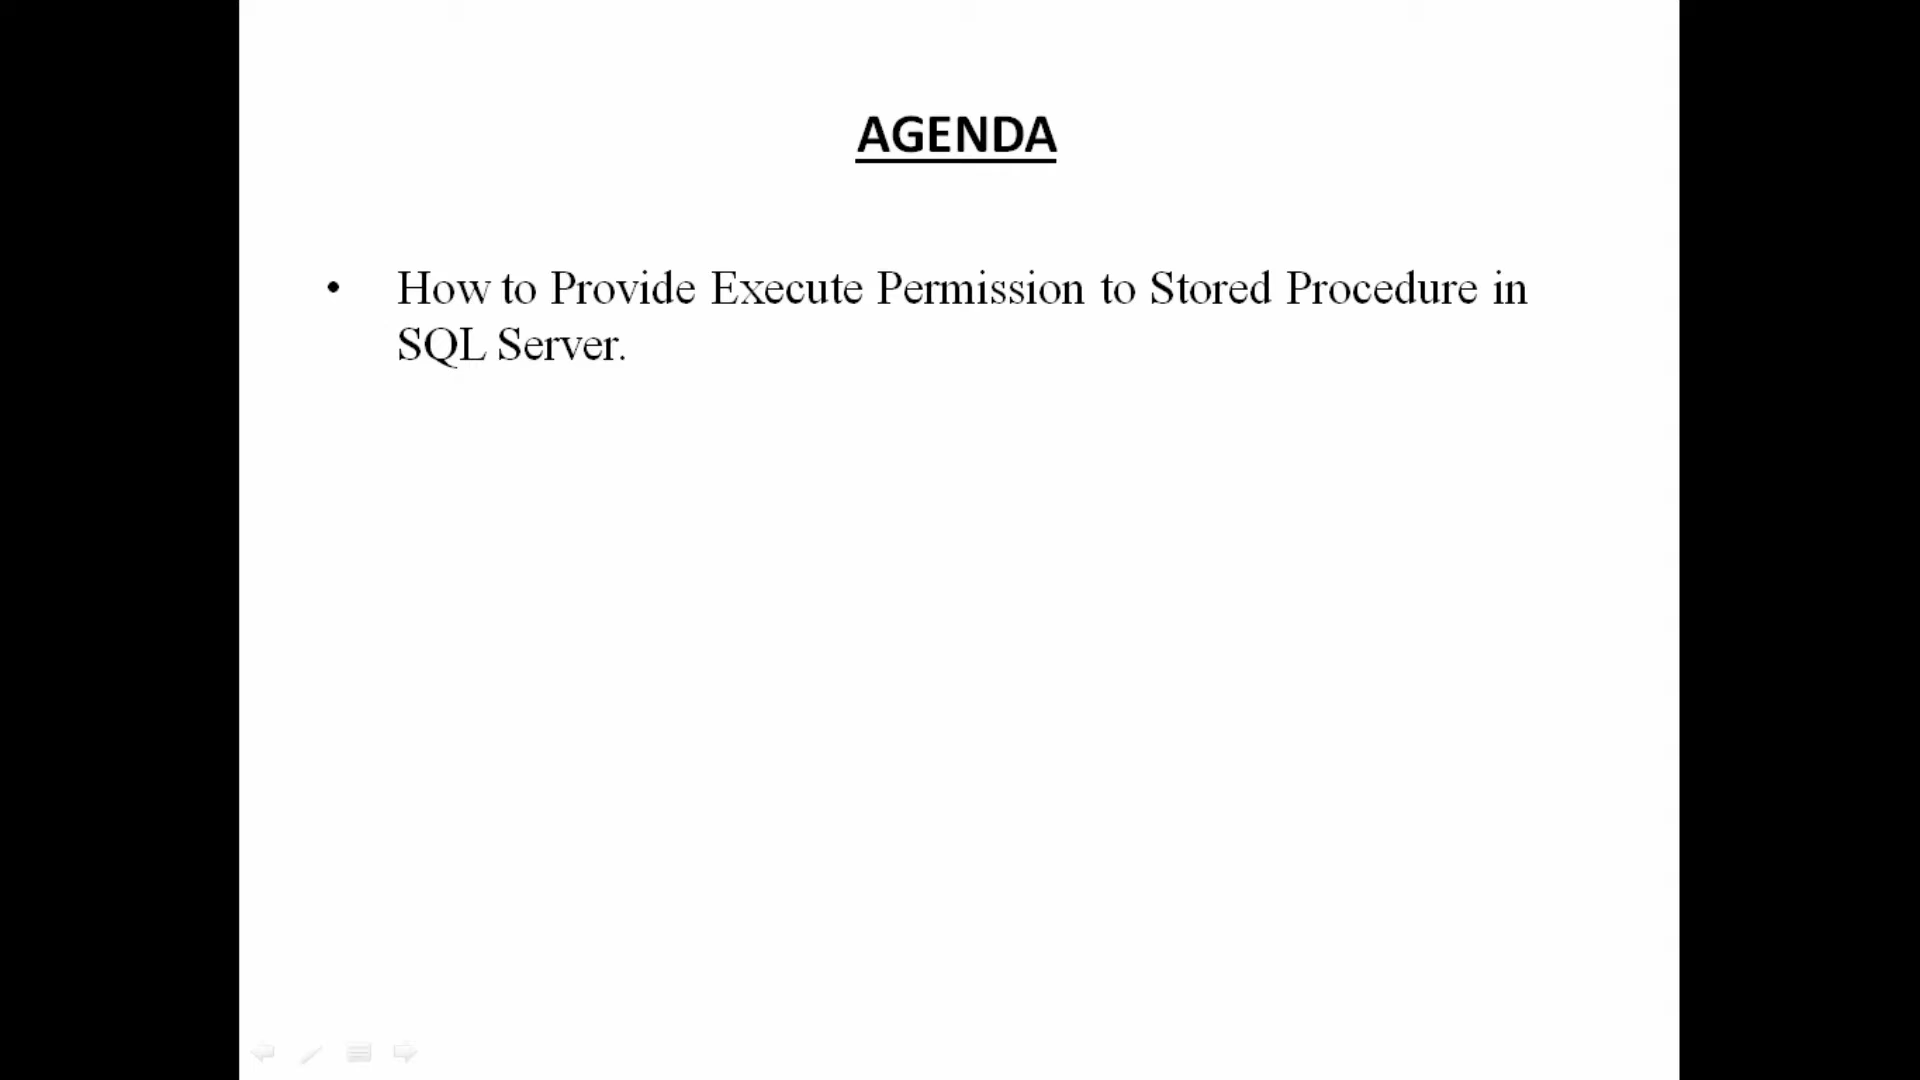 AGENDA
• How to Provide Execute Permission to Stored Procedure in
SQL Server.